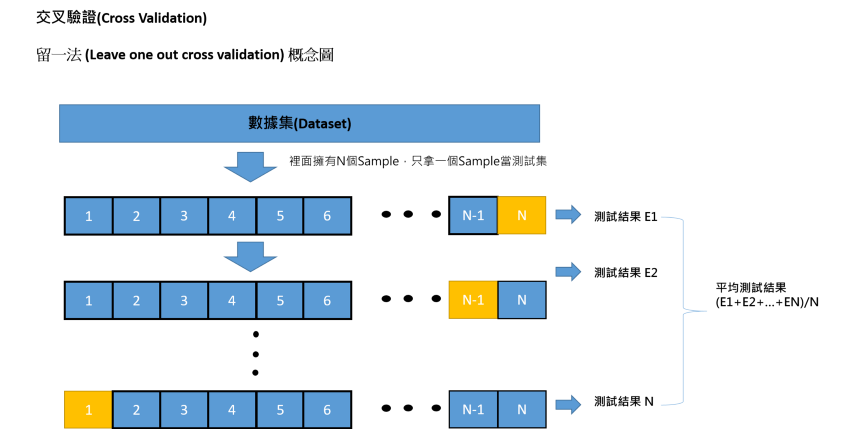 交叉驗證(Cross Validation)
留一法 (Leave one out cross validation) 概念圖
數據集(Dataset)
裡面擁有N個Sample，只拿一個Sample當測試集
1 2 3 4 5 6 ● ● ● N-1 N
測試結果 E1
測試結果 E2
平均測試結果
(E1+E2+...+EN)/N
1 2 3 4 5 6 ● ● ● N-1 N
1 2 3 4 5 6 ● ● ● N-1 N
測試結果 N